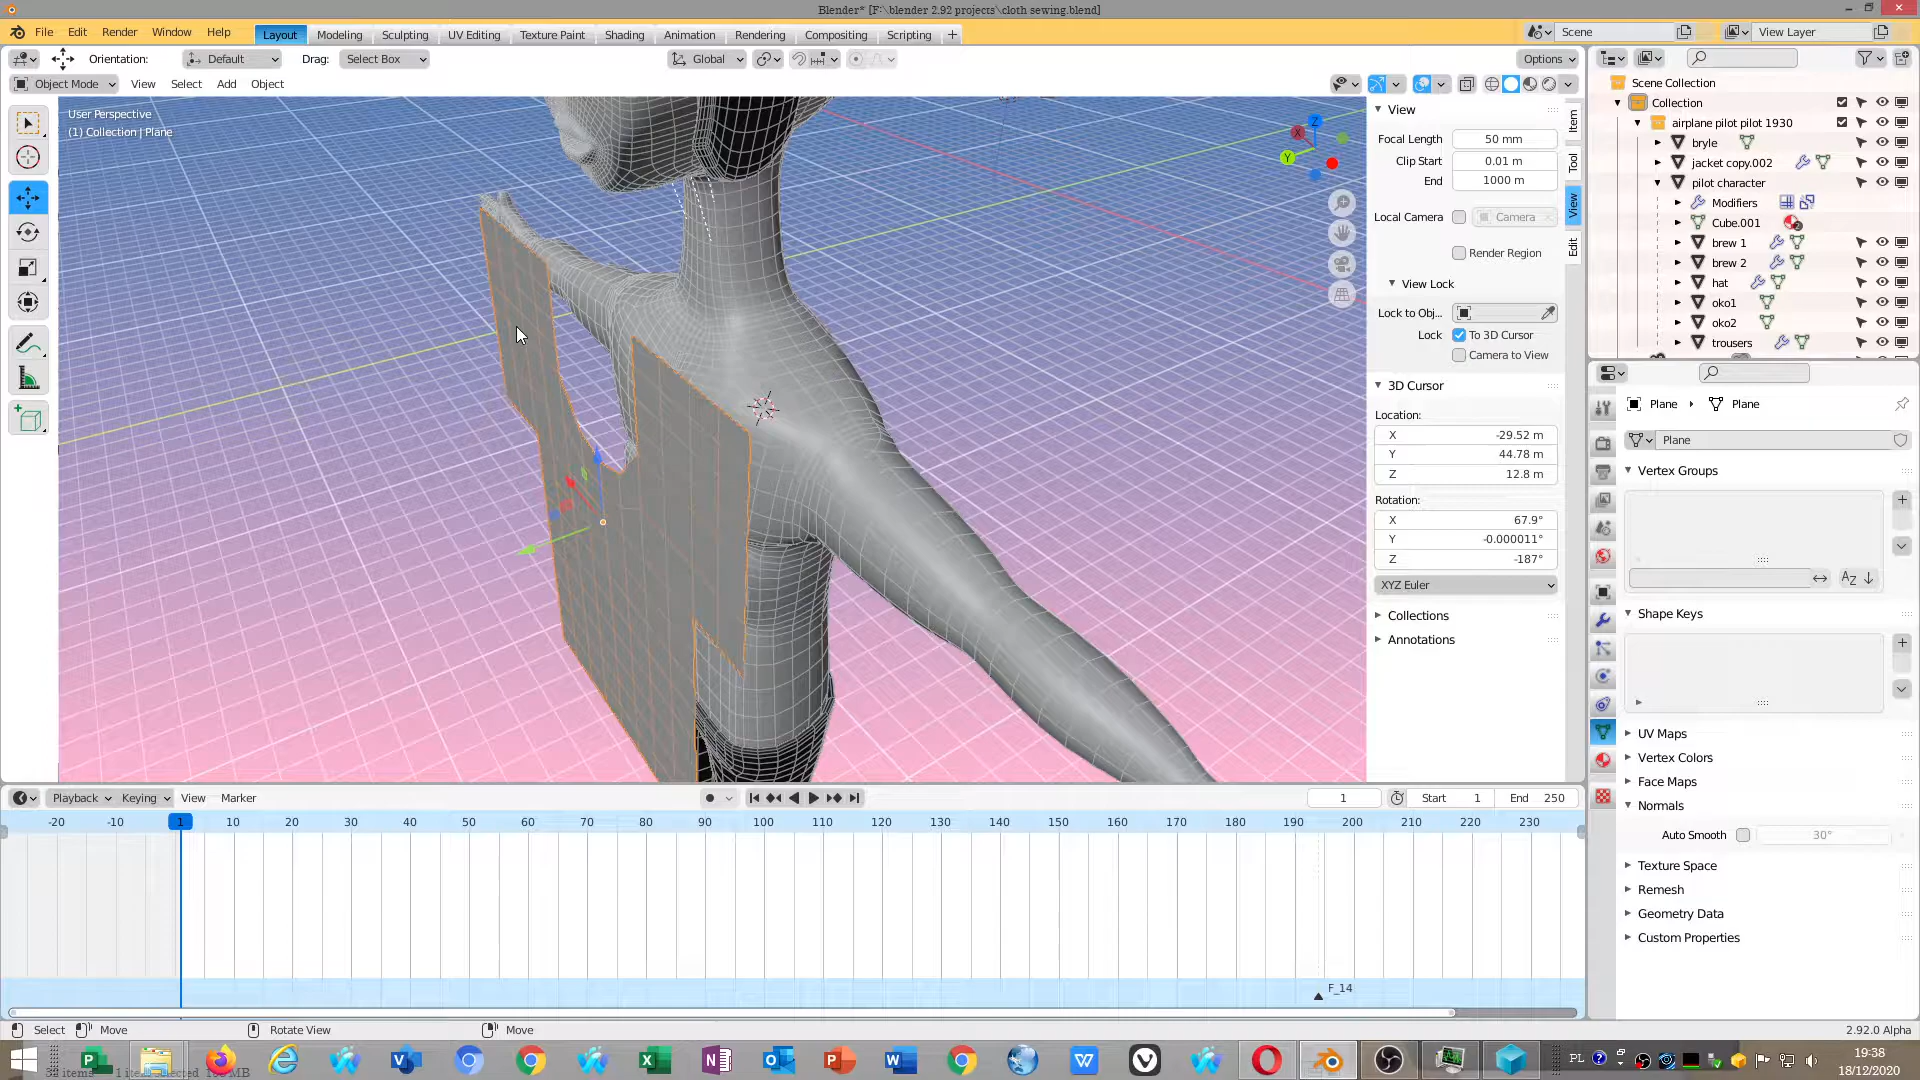 Blender* [F:\blender 2.92 projects\cloth sewing.blend]
File Edit Render Window Help
Layout Modeling Sculpting UV Editing Texture Paint Shading Animation Rendering Compositing Scripting +
Scene
View Layer
Orientation: Default Drag: Select Box
Global
Options
Object Mode View Select Add Object
User Perspective
(1) Collection | Plane
X
Y
Z
View
Focal Length 50 mm
Clip Start 0.01 m
End 1000 m
Local Camera Camera
Render Region
View Lock
Lock to Obj...
Lock To 3D Cursor
Camera to View
3D Cursor
Location:
X -29.52 m
Y 44.78 m
Z 12.8 m
Rotation:
X 67.9°
Y -0.000011°
Z -187°
XYZ Euler
Collections
Annotations
Item
Tool
View
Edit
Scene Collection
Collection
airplane pilot pilot 1930
bryle
jacket copy.002
pilot character
Modifiers
Cube.001
brew 1
brew 2
hat
oko1
oko2
trousers
Plane Plane
Plane
Vertex Groups
Shape Keys
UV Maps
Vertex Colors
Face Maps
Normals
Auto Smooth 30°
Texture Space
Remesh
Geometry Data
Custom Properties
Playback Keying View Marker
1 Start 1 End 250
-20 -10 1 10 20 30 40 50 60 70 80 90 100 110 120 130 140 150 160 170 180 190 200 210 220 230
F_14
Select Move Rotate View Move
2.92.0 Alpha
PL
19:38
18/12/2020